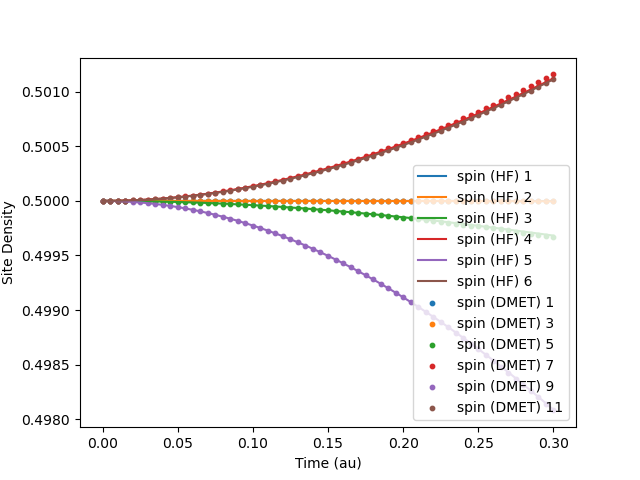 0.5010
0.5005
0.5000
0.4995
0.4990
0.4985
0.4980
Site Density
0.00 0.05 0.10 0.15 0.20 0.25 0.30
Time (au)
spin (HF) 1
spin (HF) 2
spin (HF) 3
spin (HF) 4
spin (HF) 5
spin (HF) 6
spin (DMET) 1
spin (DMET) 3
spin (DMET) 5
spin (DMET) 7
spin (DMET) 9
spin (DMET) 11